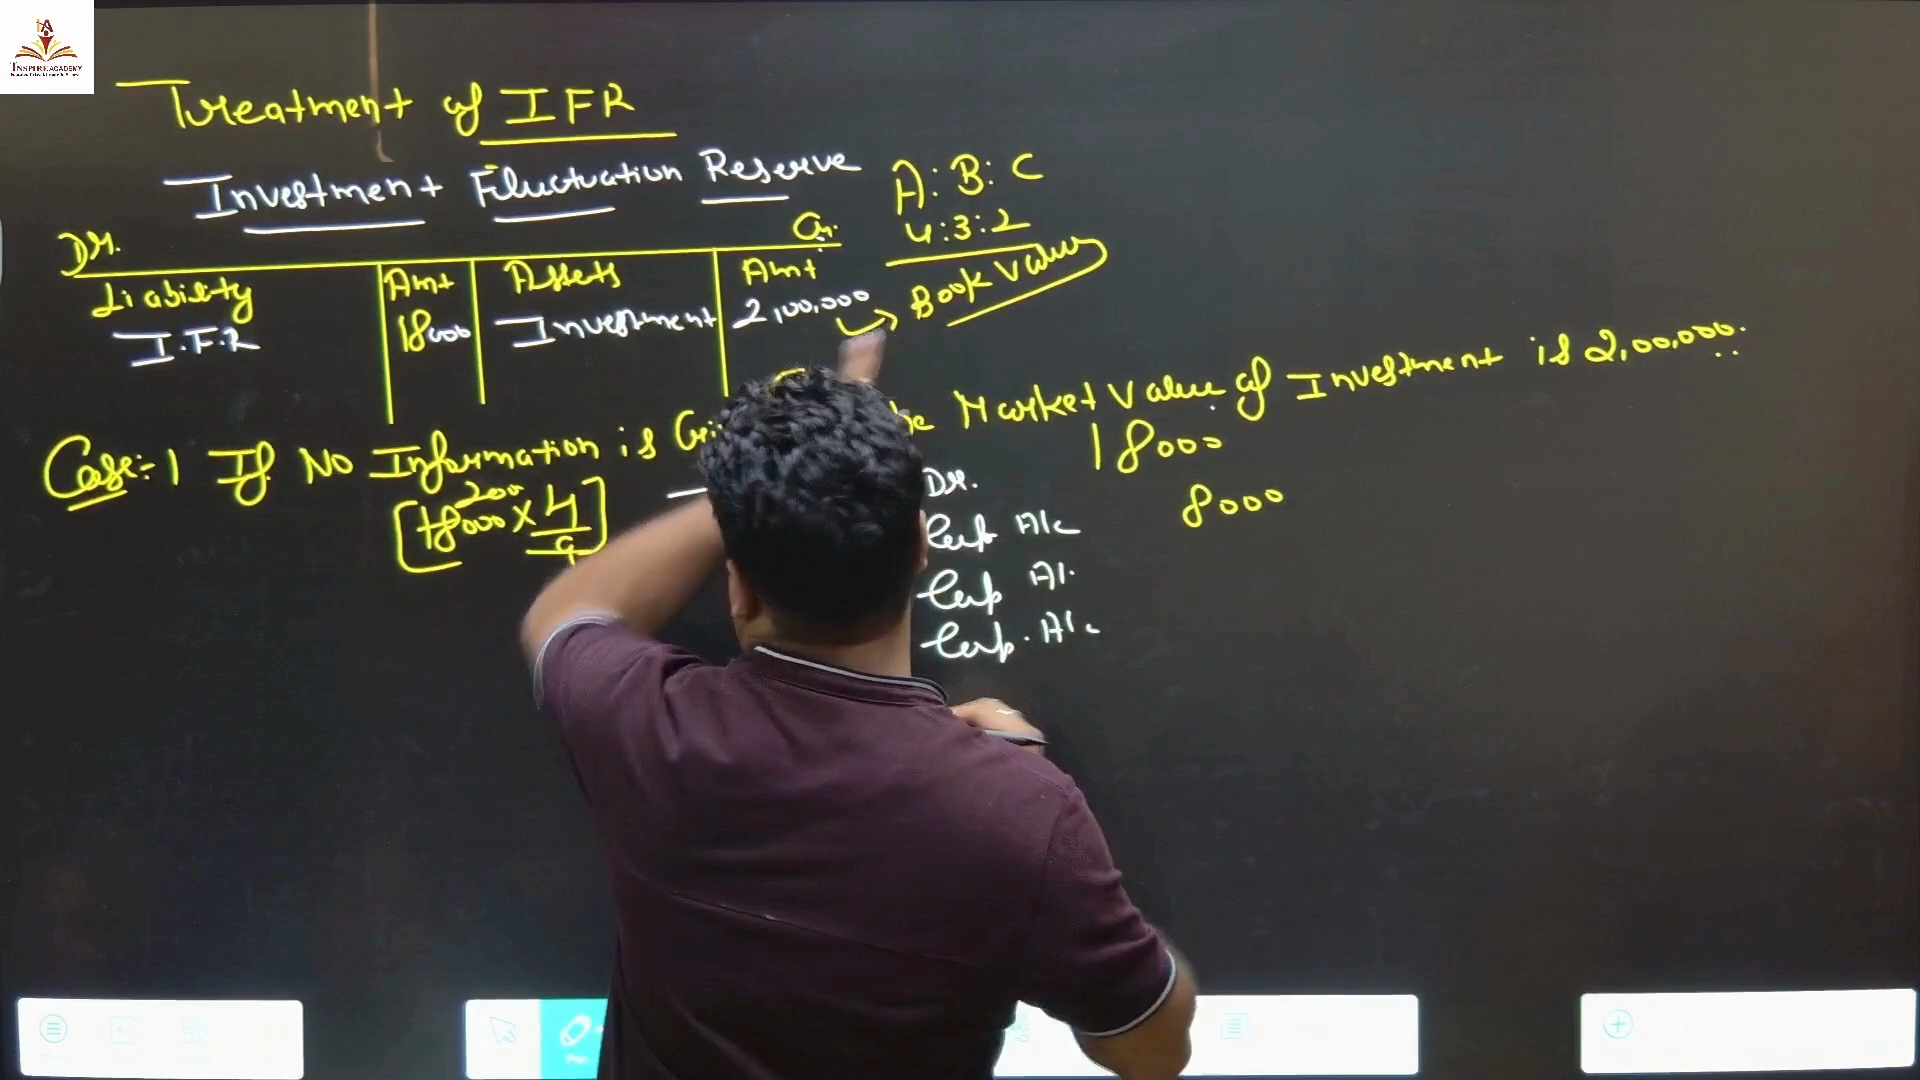 INSPIRE ACADEMY
Treatment of IFR
Investment Fluctuation Reserve
A: B: C
4:3:2
Dr. Cr.
Liability Amt Assets Amt
I.F.R 18000 Investment 2,100,000
Book Value
Case:-1 If No Information is Market Value of Investment is 2,00,000.
18000
200
[18000 x 4/9]
Dr.
8000
Cap A/c
Cap A/.
Cap. A/c